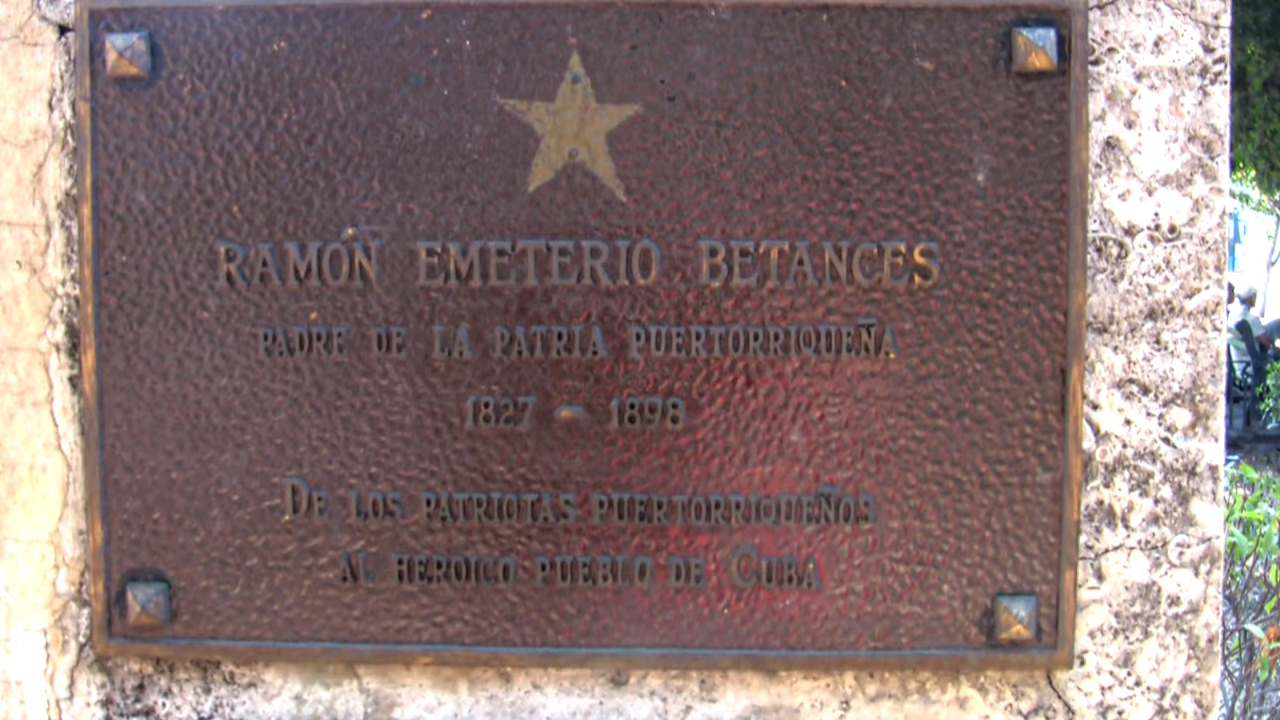 RAMÓN EMETERIO BETANCES
PADRE DE LA PATRIA PUERTORRIQUEÑA
1827 - 1898
DE LOS PATRIOTAS PUERTORRIQUEÑOS
AL HEROICO PUEBLO DE CUBA